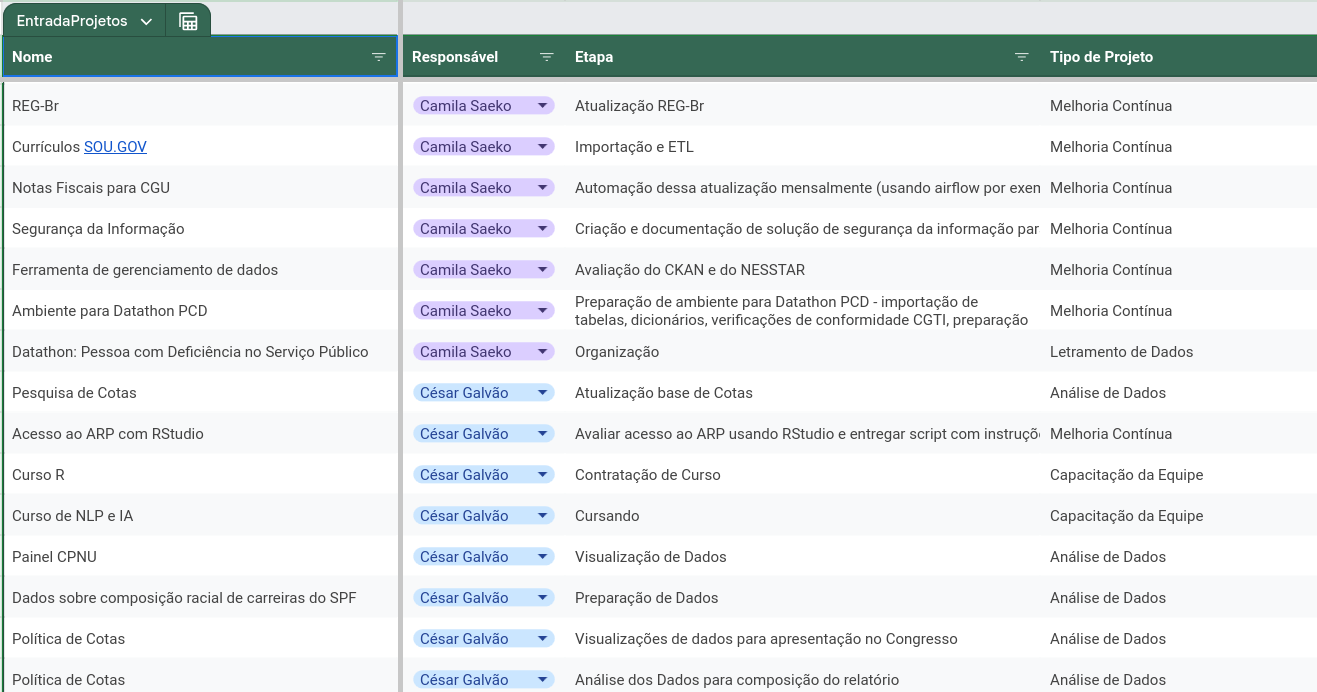 EntradaProjetos
Nome Responsável Etapa Tipo de Projeto
REG-Br Camila Saeko Atualização REG-Br Melhoria Contínua
Currículos SOU.GOV Camila Saeko Importação e ETL Melhoria Contínua
Notas Fiscais para CGU Camila Saeko Automação dessa atualização mensalmente (usando airflow por exen Melhoria Contínua
Segurança da Informação Camila Saeko Criação e documentação de solução de segurança da informação par Melhoria Contínua
Ferramenta de gerenciamento de dados Camila Saeko Avaliação do CKAN e do NESSTAR Melhoria Contínua
Ambiente para Datathon PCD Camila Saeko Preparação de ambiente para Datathon PCD - importação de
tabelas, dicionários, verificações de conformidade CGTI, preparação Melhoria Contínua
Datathon: Pessoa com Deficiência no Serviço Público Camila Saeko Organização Letramento de Dados
Pesquisa de Cotas César Galvão Atualização base de Cotas Análise de Dados
Acesso ao ARP com RStudio César Galvão Avaliar acesso ao ARP usando RStudio e entregar script com instruçõ Melhoria Contínua
Curso R César Galvão Contratação de Curso Capacitação da Equipe
Curso de NLP e IA César Galvão Cursando Capacitação da Equipe
Painel CPNU César Galvão Visualização de Dados Análise de Dados
Dados sobre composição racial de carreiras do SPF César Galvão Preparação de Dados Análise de Dados
Política de Cotas César Galvão Visualizações de dados para apresentação no Congresso Análise de Dados
Política de Cotas César Galvão Análise dos Dados para composição do relatório Análise de Dados